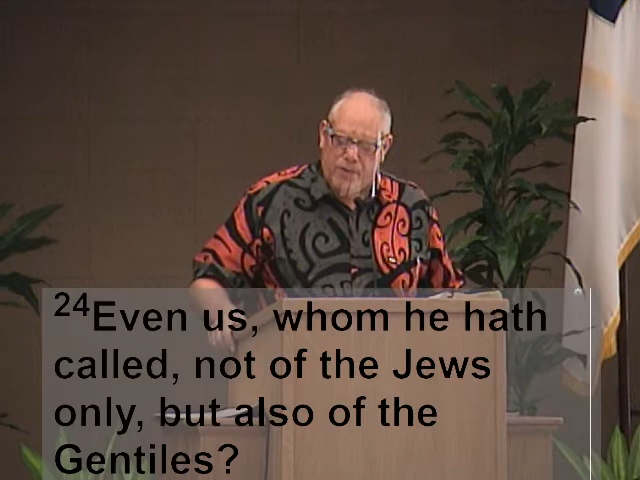 24Even us, whom he hath
called, not of the Jews
only, but also of the
Gentiles?